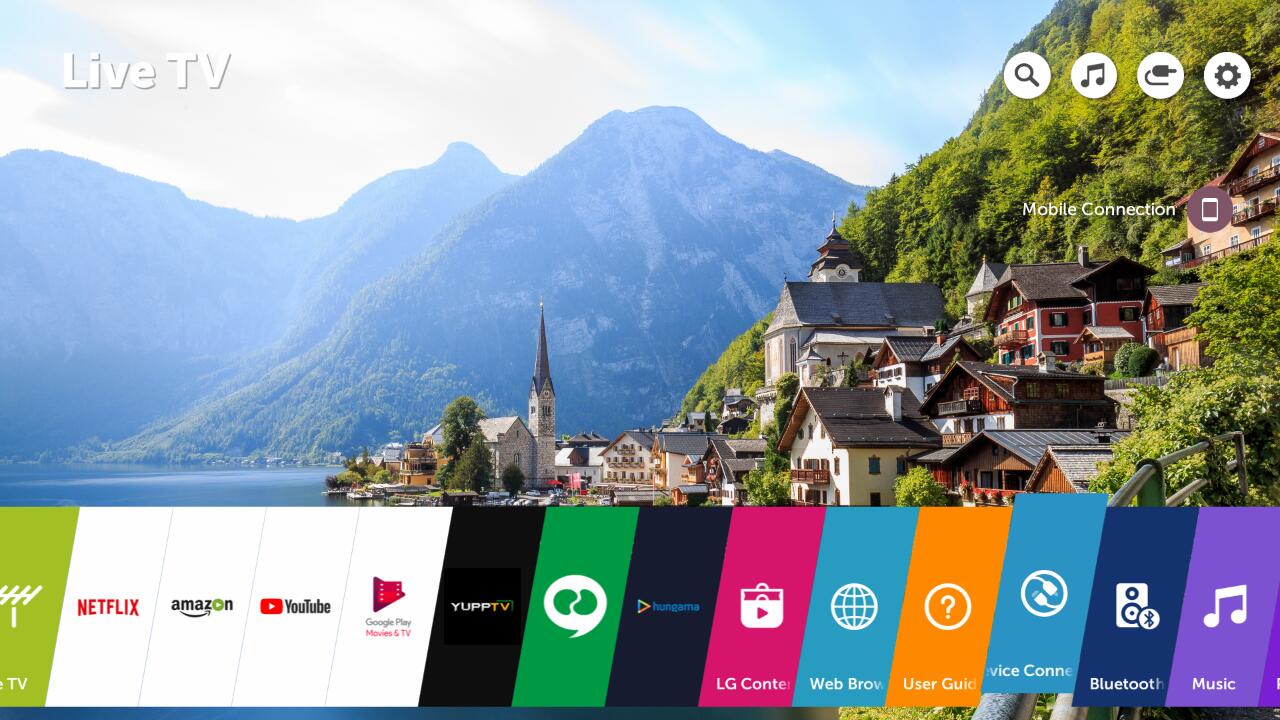 Live TV
Mobile Connection
NETFLIX
amazon
YouTube
Google Play
Movies & TV
YUPPTV
hungama
e TV
LG Conte
Web Brow
User Guid
evice Conne
Bluetooth
Music